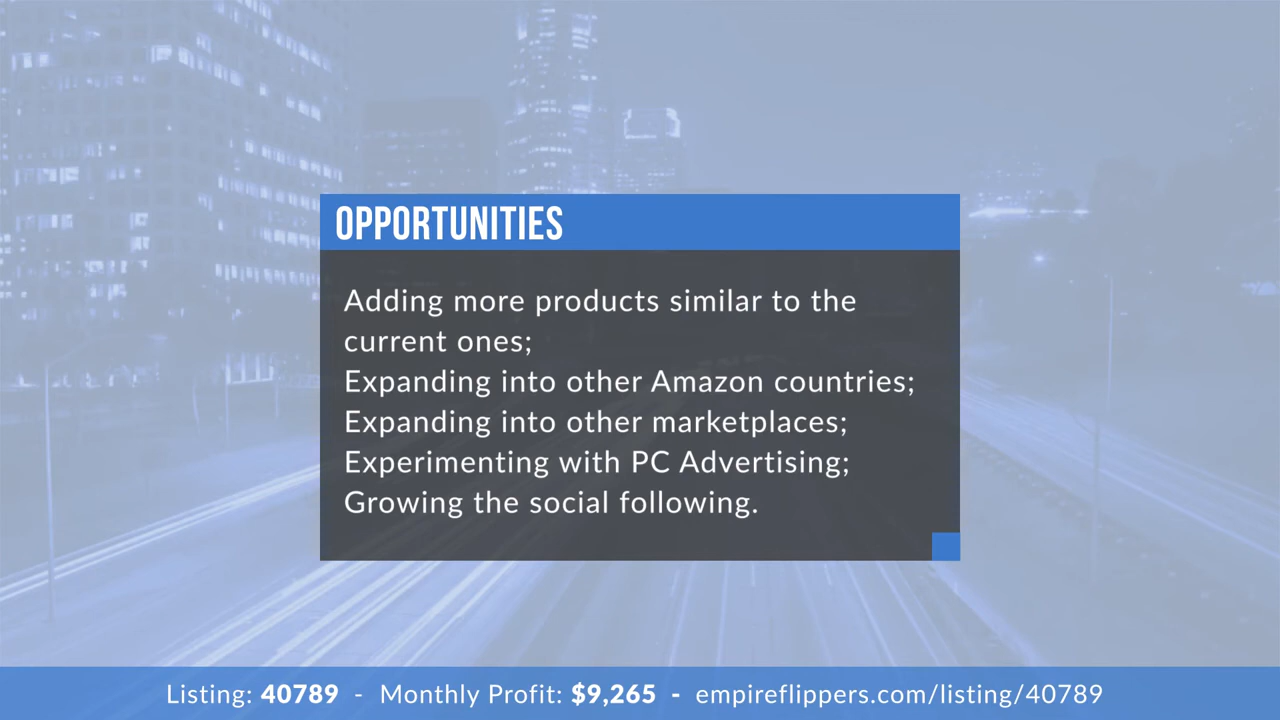 OPPORTUNITIES
Adding more products similar to the
current ones;
Expanding into other Amazon countries;
Expanding into other marketplaces;
Experimenting with PC Advertising;
Growing the social following.
Listing: 40789 - Monthly Profit: $9,265 - empireflippers.com/listing/40789